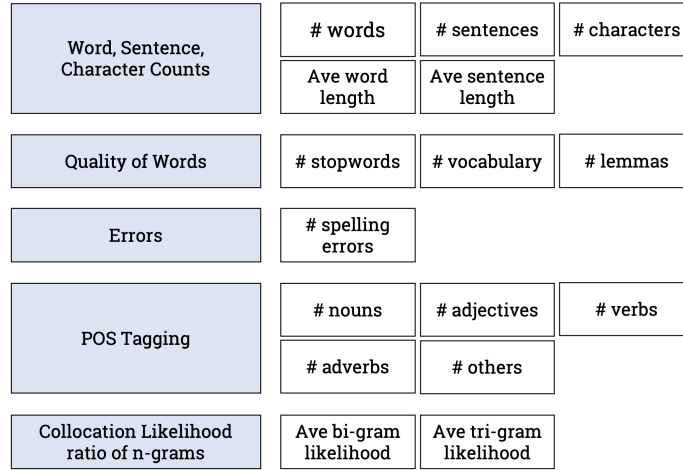 Word, Sentence,
Character Counts
# words
# sentences
# characters
Ave word
length
Ave sentence
length
Quality of Words
# stopwords
# vocabulary
# lemmas
Errors
# spelling
errors
POS Tagging
# nouns
# adjectives
# verbs
# adverbs
# others
Collocation Likelihood
ratio of n-grams
Ave bi-gram
likelihood
Ave tri-gram
likelihood